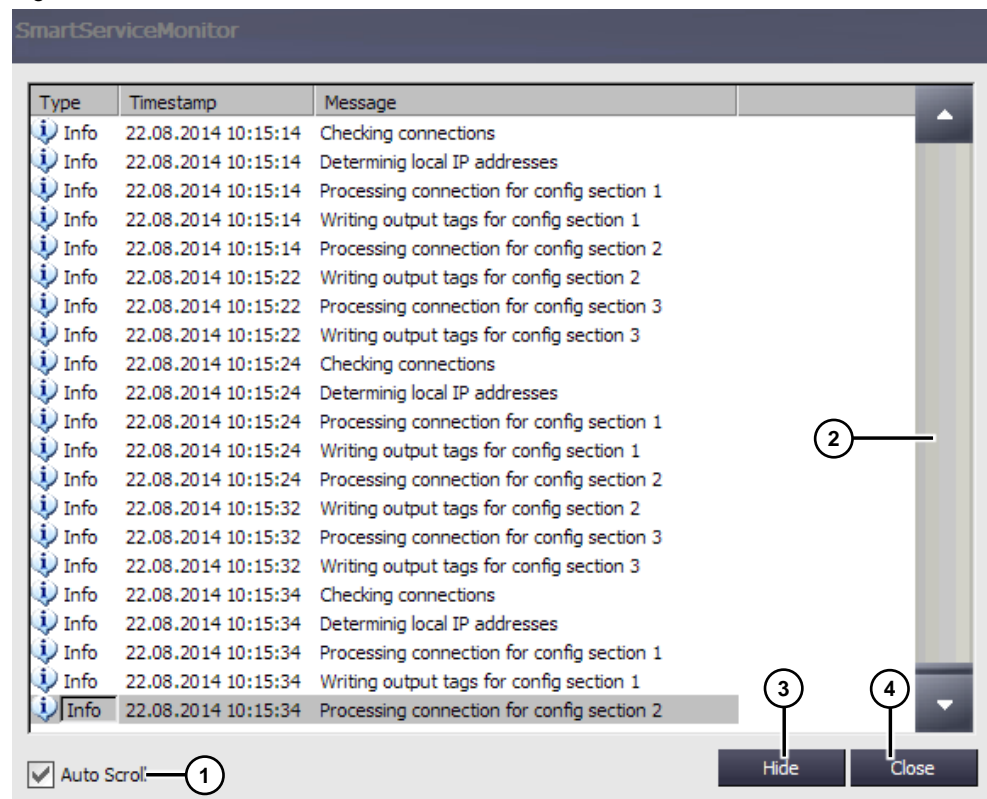 SmartServiceMonitor
Type Timestamp Message
Info 22.08.2014 10:15:14 Checking connections
Info 22.08.2014 10:15:14 Determinig local IP addresses
Info 22.08.2014 10:15:14 Processing connection for config section 1
Info 22.08.2014 10:15:14 Writing output tags for config section 1
Info 22.08.2014 10:15:14 Processing connection for config section 2
Info 22.08.2014 10:15:22 Writing output tags for config section 2
Info 22.08.2014 10:15:22 Processing connection for config section 3
Info 22.08.2014 10:15:22 Writing output tags for config section 3
Info 22.08.2014 10:15:24 Checking connections
Info 22.08.2014 10:15:24 Determinig local IP addresses
Info 22.08.2014 10:15:24 Processing connection for config section 1
Info 22.08.2014 10:15:24 Writing output tags for config section 1
Info 22.08.2014 10:15:24 Processing connection for config section 2
Info 22.08.2014 10:15:32 Writing output tags for config section 2
Info 22.08.2014 10:15:32 Processing connection for config section 3
Info 22.08.2014 10:15:32 Writing output tags for config section 3
Info 22.08.2014 10:15:34 Checking connections
Info 22.08.2014 10:15:34 Determinig local IP addresses
Info 22.08.2014 10:15:34 Processing connection for config section 1
Info 22.08.2014 10:15:34 Writing output tags for config section 1
Info 22.08.2014 10:15:34 Processing connection for config section 2
2
3 4
Auto Scroll 1 Hide Close